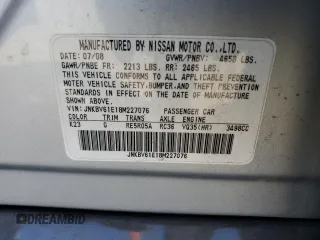 MANUFACTURED BY NISSAN MOTOR CO.,LTD.
DATE: 07/08 GVWR/PNBV: 4658 LBS.
GAWR/PNBE FR: 2213 LBS. RR: 2465 LBS.
THIS VEHICLE CONFORMS TO ALL APPLICABLE FEDERAL
MOTOR VEHICLE SAFETY, BUMPER, AND THEFT PREVENTION
STANDARDS IN EFFECT ON THE
DATE OF MANUFACTURE SHOWN ABOVE.
VIN: JNKBV61E18M227076 PASSENGER CAR
COLOR TRIM TRANS AXLE ENGINE
K23 G RE5R05A RC36 VQ35(HR) 3498CC
JNKBV61E18M227076
DREAMBID